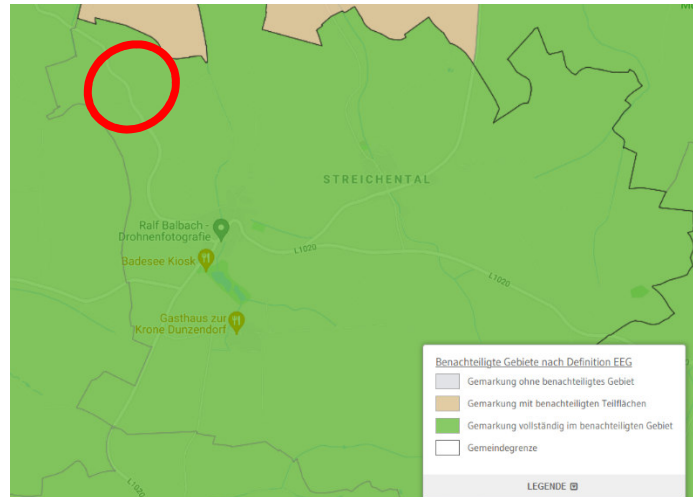 M
STREICHENTAL
Ralf Balbach -
Drohnenfotografie
L1020
Badesee Kiosk
L1020
Gasthaus zur
Krone Dunzendorf
L1020
Benachteiligte Gebiete nach Definition EEG
Gemarkung ohne benachteiligtes Gebiet
Gemarkung mit benachteiligten Teilflächen
Gemarkung vollständig im benachteiligten Gebiet
Gemeindegrenze
LEGENDE